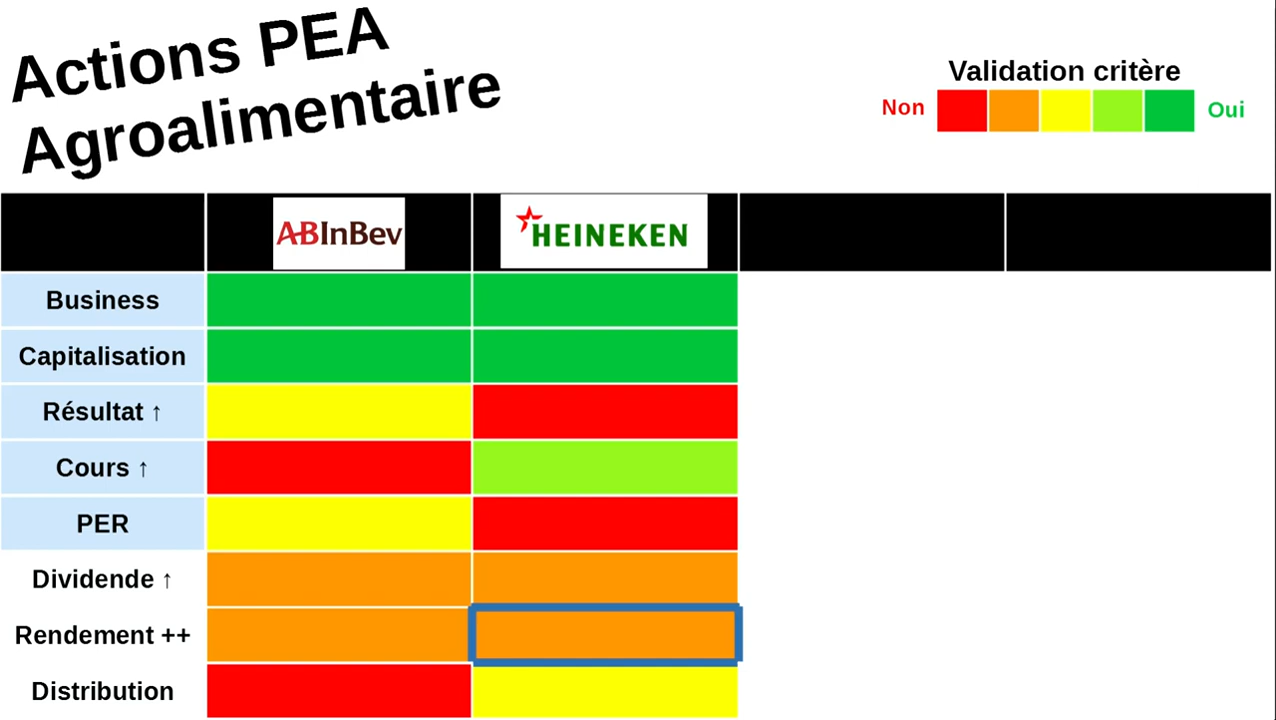 Actions PEA
Agroalimentaire
Validation critère
Non
Oui
ABInBev
HEINEKEN
Business
Capitalisation
Résultat ↑
Cours ↑
PER
Dividende ↑
Rendement ++
Distribution